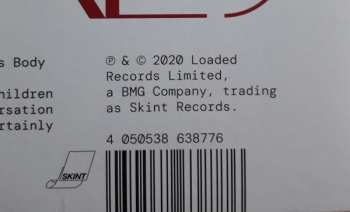 s Body
hildren
rsation
rtainly
℗ & © 2020 Loaded
Records Limited,
a BMG Company, trading
as Skint Records.
4 050538 638776
SKINT